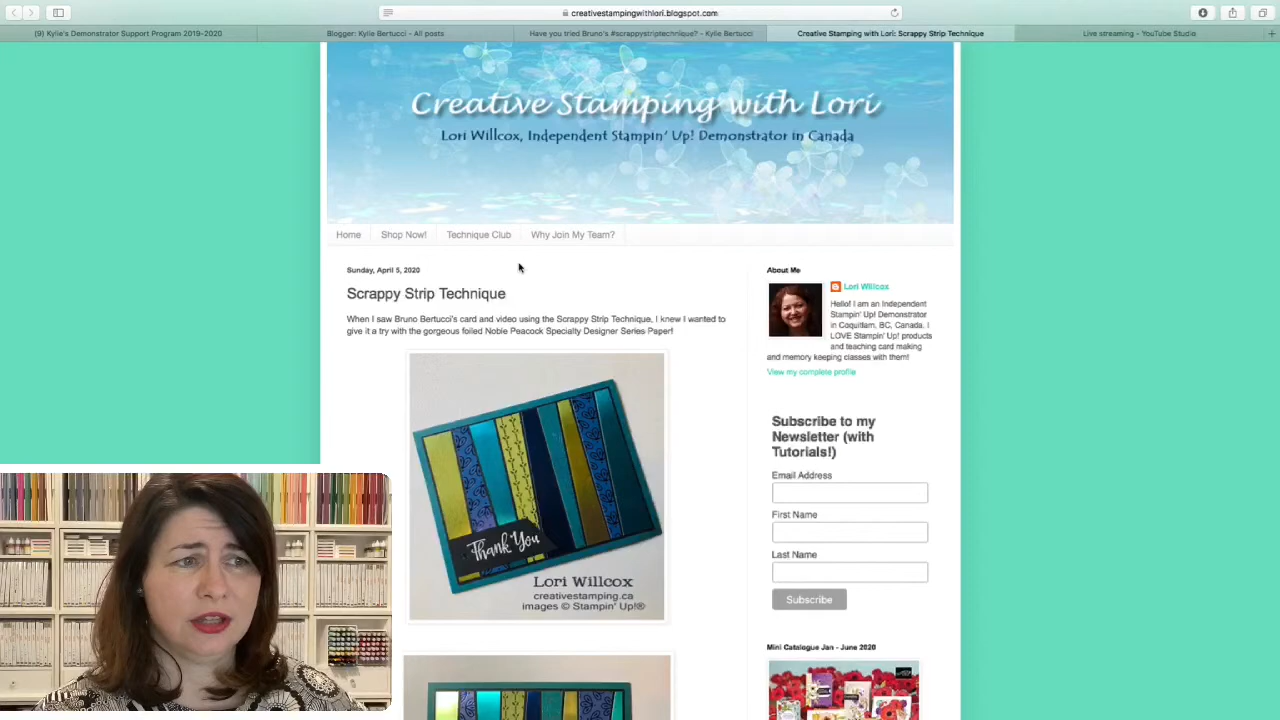 creativestampingwithlori.blogspot.com
(9) Kylie's Demonstrator Support Program 2019-2020
Blogger: Kylie Bertucci - All posts
Have you tried Bruno's #scrappystriptechnique? - Kylie Bertucci
Creative Stamping with Lori: Scrappy Strip Technique
Live streaming - YouTube Studio
Creative Stamping with Lori
Lori Willcox, Independent Stampin' Up! Demonstrator in Canada
Home
Shop Now!
Technique Club
Why Join My Team?
Sunday, April 5, 2020
Scrappy Strip Technique
When I saw Bruno Bertucci's card and video using the Scrappy Strip Technique, I knew I wanted to
give it a try with the gorgeous foiled Noble Peacock Specialty Designer Series Paper!
Thank You
Lori Willcox
creativestamping.ca
images © Stampin' Up!®
About Me
Lori Willcox
Hello! I am an Independent
Stampin' Up! Demonstrator
in Coquitlam, BC, Canada. I
LOVE Stampin' Up! products
and teaching card making
and memory keeping classes with them!
View my complete profile
Subscribe to my
Newsletter (with
Tutorials!)
Email Address
First Name
Last Name
Subscribe
Mini Catalogue Jan - June 2020